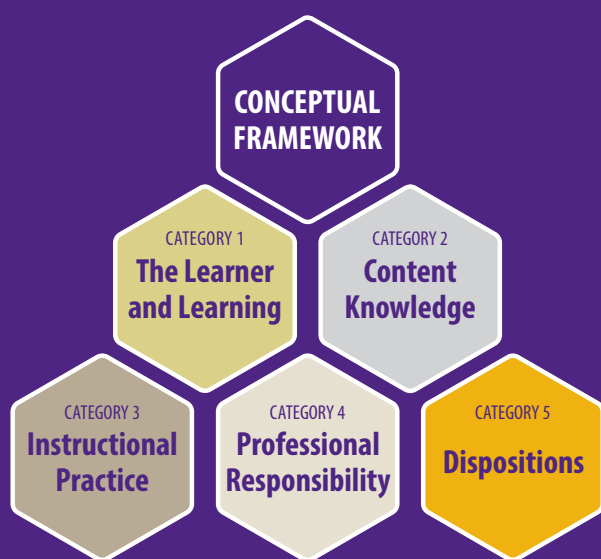 CONCEPTUAL
FRAMEWORK
CATEGORY 1
The Learner
and Learning
CATEGORY 2
Content
Knowledge
CATEGORY 3
Instructional
Practice
CATEGORY 4
Professional
Responsibility
CATEGORY 5
Dispositions